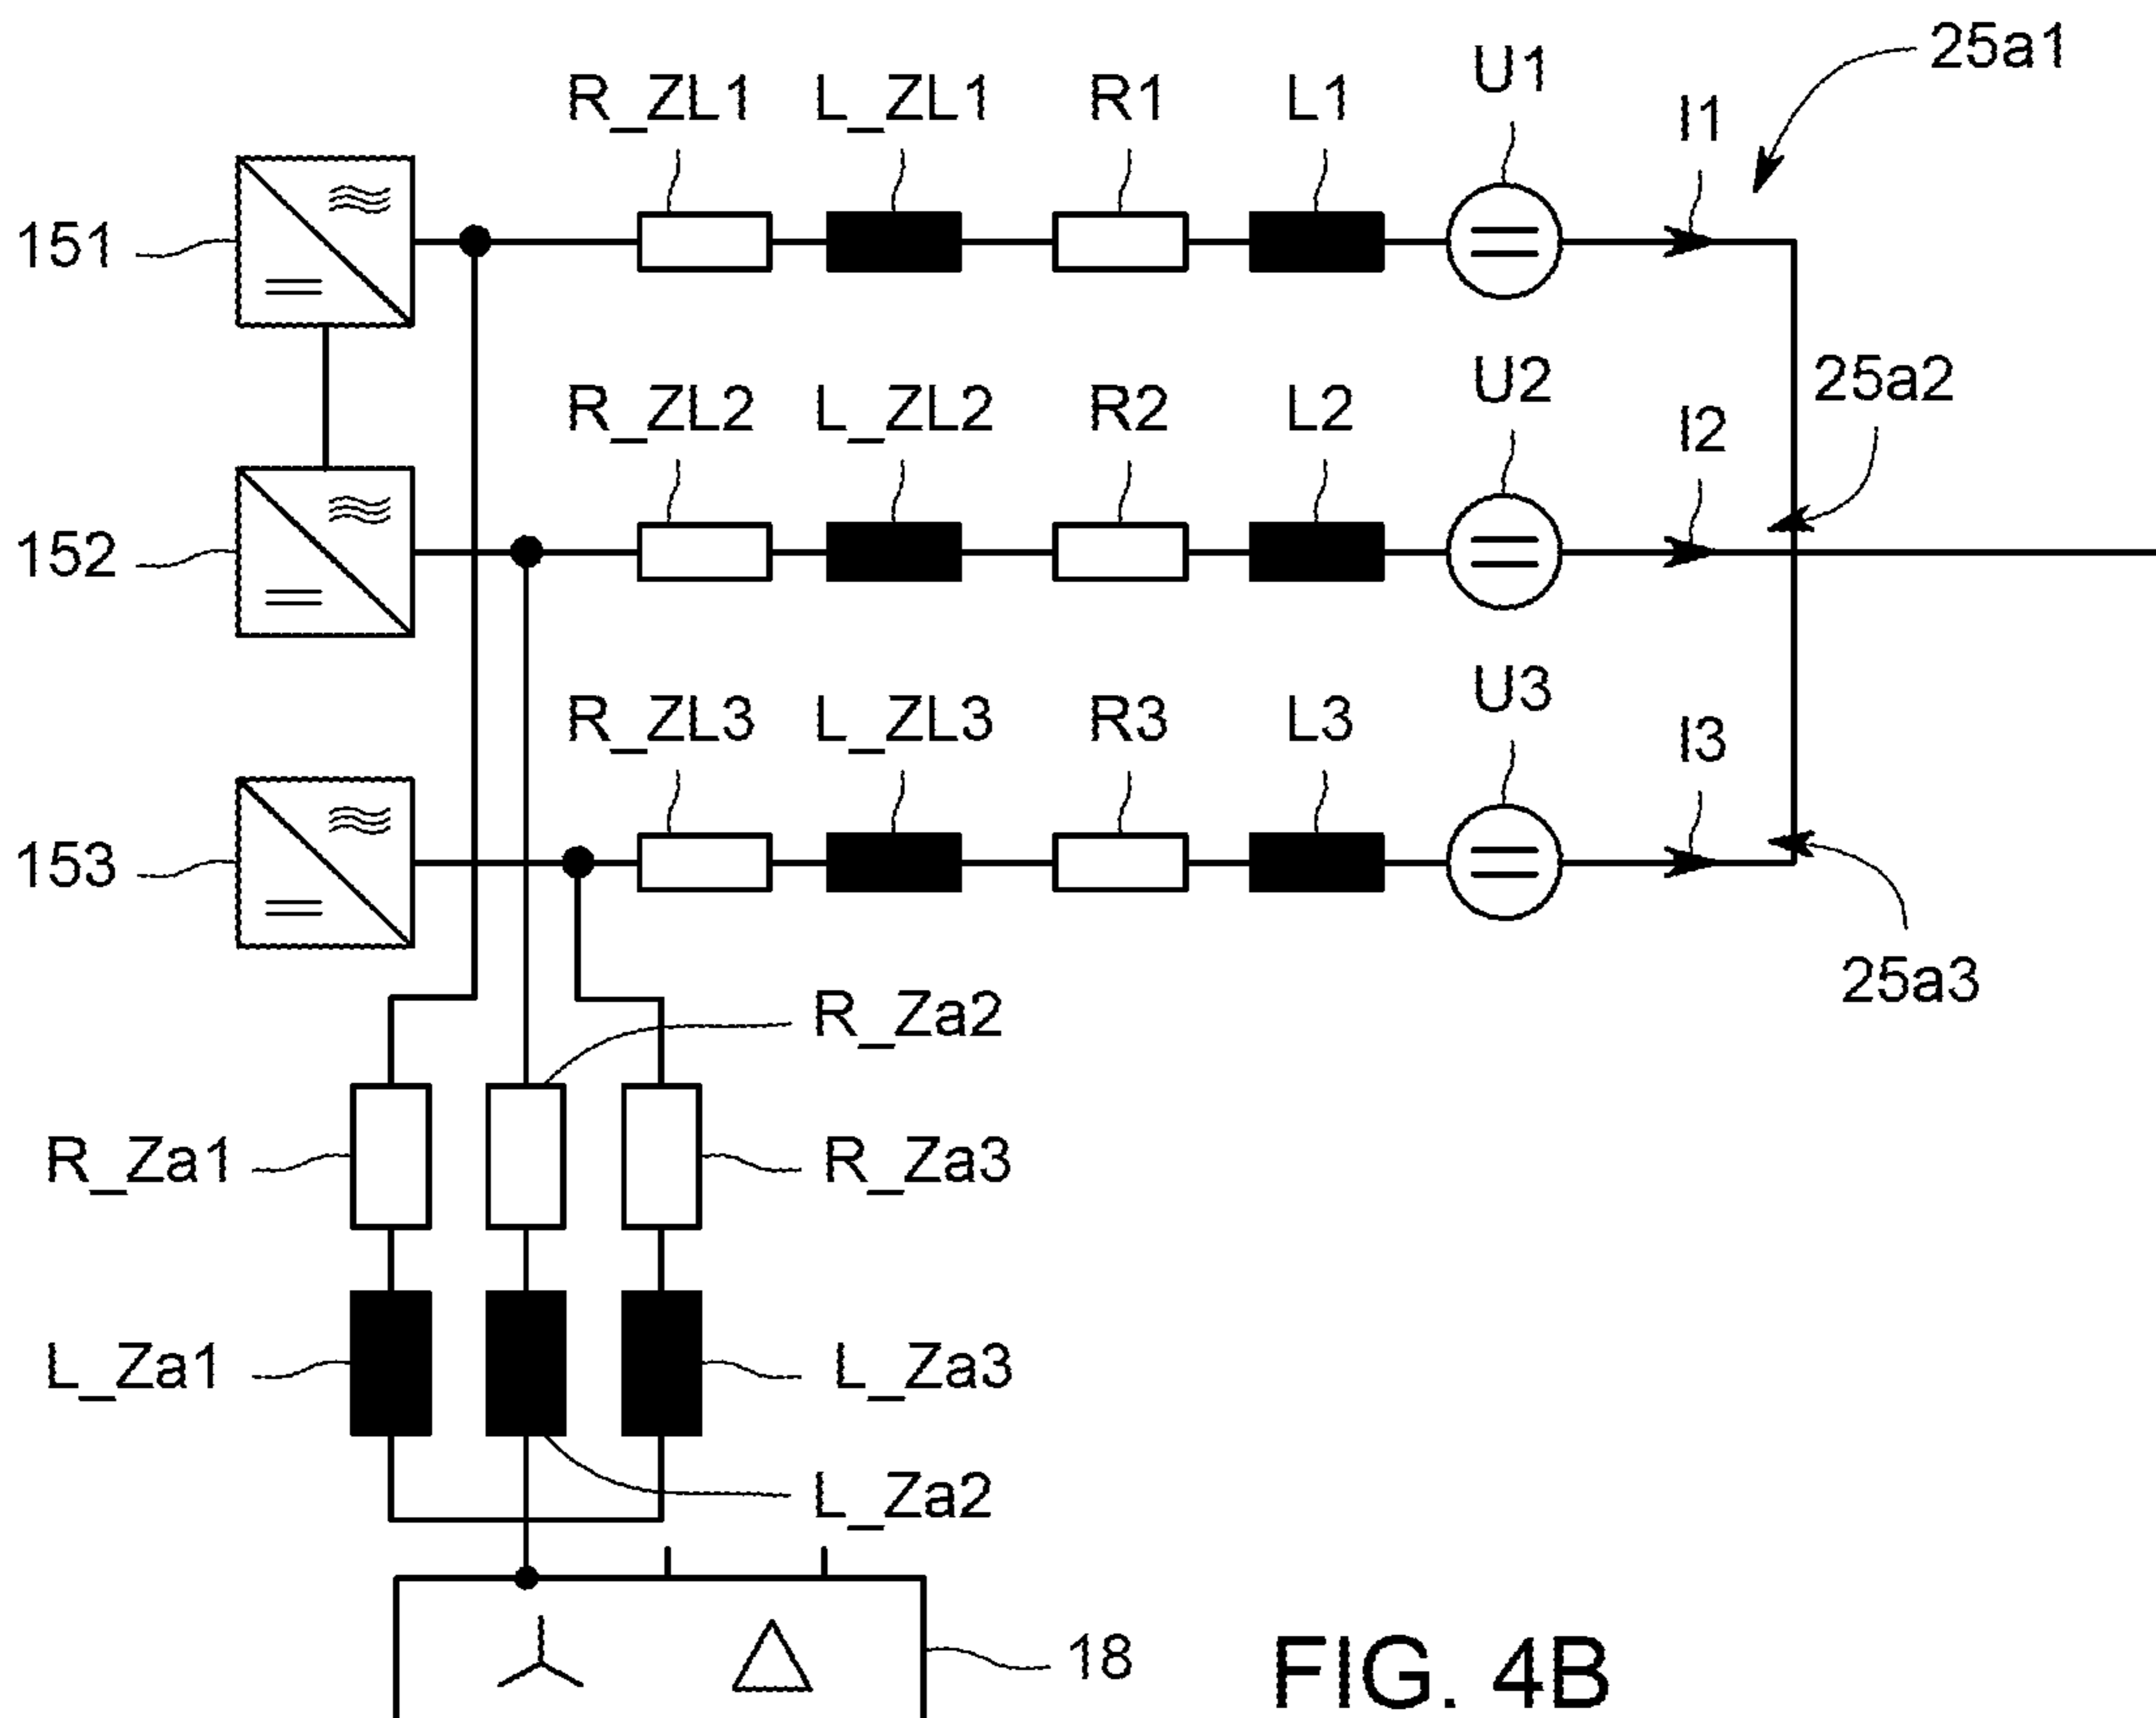 25a1
U1
R_ZL1 L_ZL1 R1 L1 I1
151
25a2
U2
R_ZL2 L_ZL2 R2 L2 I2
152
U3
R_ZL3 L_ZL3 R3 L3 I3
153
25a3
R_Za2
R_Za1 R_Za3
L_Za1 L_Za3
L_Za2
18
FIG. 4B